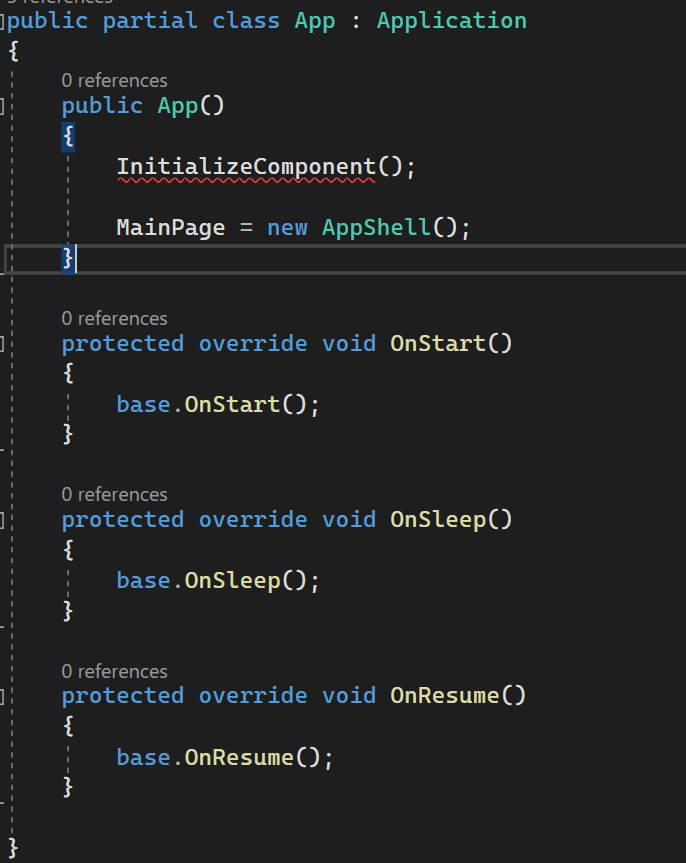 public partial class App : Application
{
0 references
public App()
{
InitializeComponent();
MainPage = new AppShell();
}
0 references
protected override void OnStart()
{
base.OnStart();
}
0 references
protected override void OnSleep()
{
base.OnSleep();
}
0 references
protected override void OnResume()
{
base.OnResume();
}
}